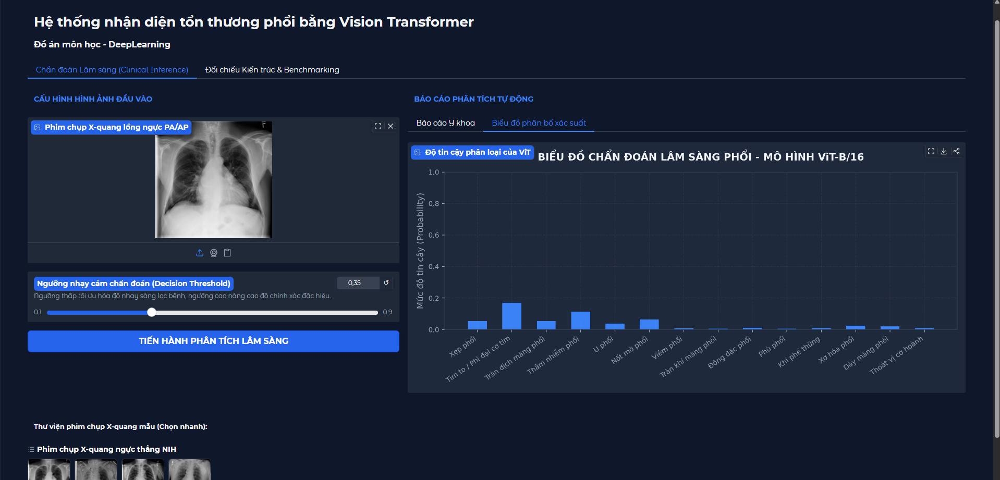 Hệ thống nhận diện tổn thương phổi bằng Vision Transformer
Đồ án môn học - DeepLearning
Chẩn đoán Lâm sàng (Clinical Inference)
Đối chiếu Kiến trúc & Benchmarking
CẤU HÌNH HÌNH ẢNH ĐẦU VÀO
Phim chụp X-quang lồng ngực PA/AP
Ngưỡng nhạy cảm chẩn đoán (Decision Threshold)
0,35
Ngưỡng thấp tối ưu hóa độ nhạy sàng lọc bệnh, ngưỡng cao nâng cao độ chính xác đặc hiệu.
0.1
0.9
TIẾN HÀNH PHÂN TÍCH LÂM SÀNG
BÁO CÁO PHÂN TÍCH TỰ ĐỘNG
Báo cáo Y khoa
Biểu đồ phân bố xác suất
Độ tin cậy phân loại của ViT
BIỂU ĐỒ CHẨN ĐOÁN LÂM SÀNG PHỔI - MÔ HÌNH ViT-B/16
Mức độ tin cậy (Probability)
1.0
0.8
0.6
0.4
0.2
0.0
Xẹp phổi
Tim to / Phì đại cơ tim
Tràn dịch màng phổi
Thâm nhiễm phổi
U phổi
Nốt mờ phổi
Viêm phổi
Tràn khí màng phổi
Đông đặc phổi
Phù phổi
Khí phế thũng
Xơ hóa phổi
Dày màng phổi
Thoát vị cơ hoành
Thư viện phim chụp X-quang mẫu (Chọn nhanh):
Phim chụp X-quang ngực thẳng NIH